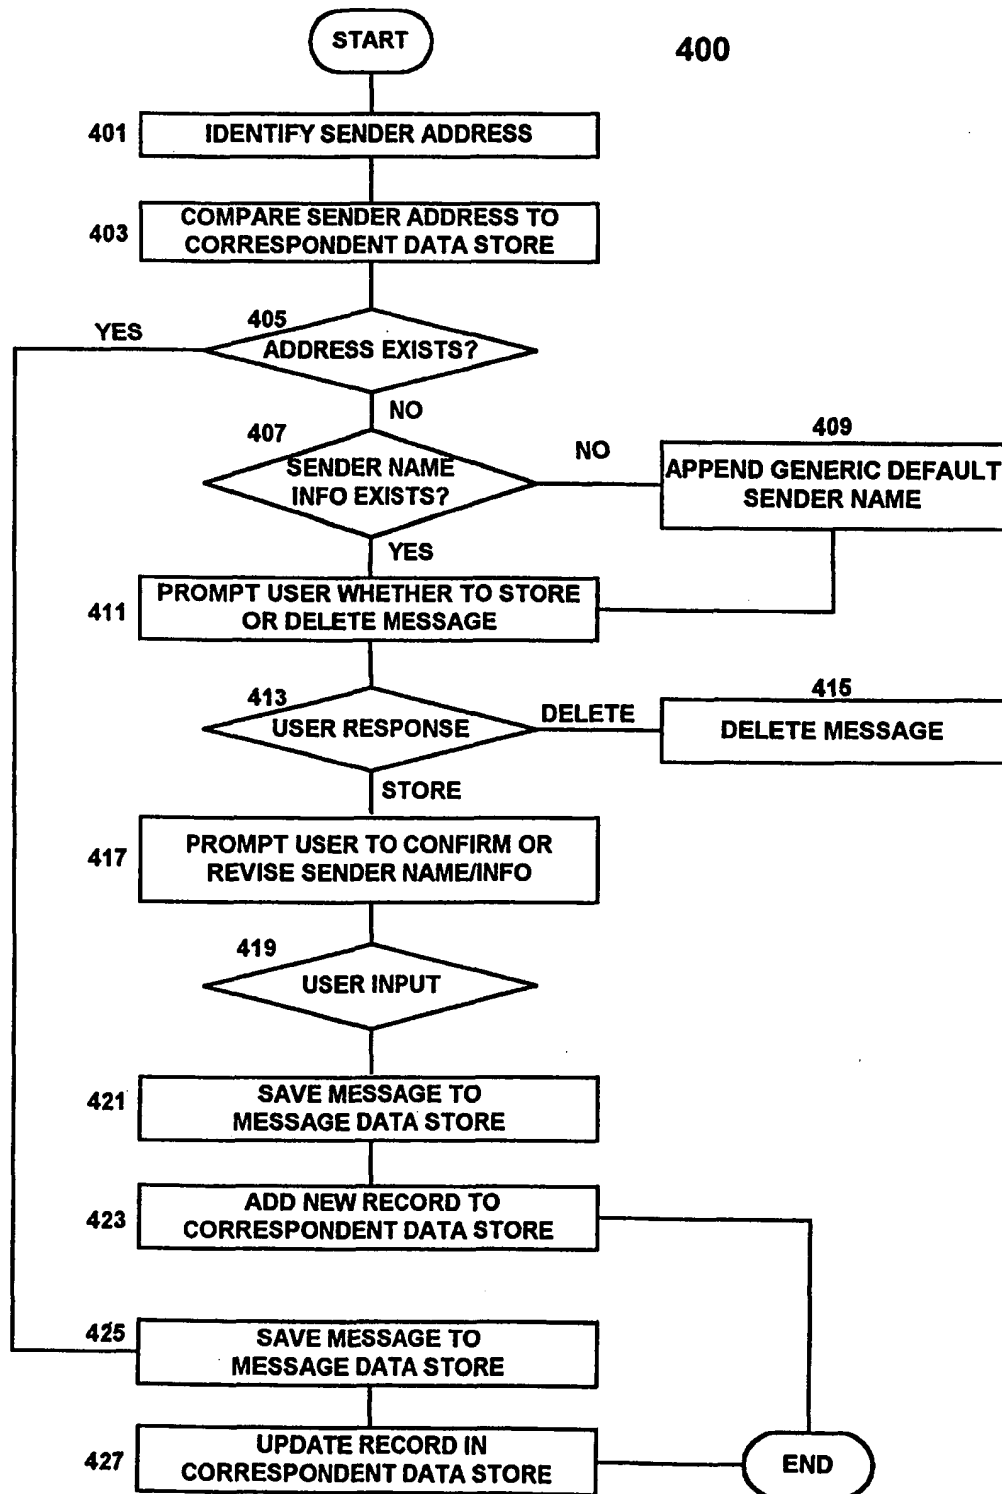 START
400
401
IDENTIFY SENDER ADDRESS
403
COMPARE SENDER ADDRESS TO
CORRESPONDENT DATA STORE
405
YES
ADDRESS EXISTS?
NO
407
SENDER NAME
INFO EXISTS?
NO
409
APPEND GENERIC DEFAULT
SENDER NAME
YES
411
PROMPT USER WHETHER TO STORE
OR DELETE MESSAGE
413
USER RESPONSE
DELETE
415
DELETE MESSAGE
STORE
417
PROMPT USER TO CONFIRM OR
REVISE SENDER NAME/INFO
419
USER INPUT
421
SAVE MESSAGE TO
MESSAGE DATA STORE
423
ADD NEW RECORD TO
CORRESPONDENT DATA STORE
425
SAVE MESSAGE TO
MESSAGE DATA STORE
427
UPDATE RECORD IN
CORRESPONDENT DATA STORE
END